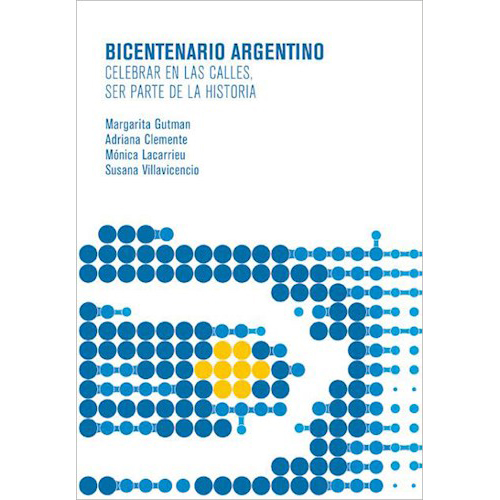 BICENTENARIO ARGENTINO
CELEBRAR EN LAS CALLES,
SER PARTE DE LA HISTORIA
Margarita Gutman
Adriana Clemente
Mónica Lacarrieu
Susana Villavicencio